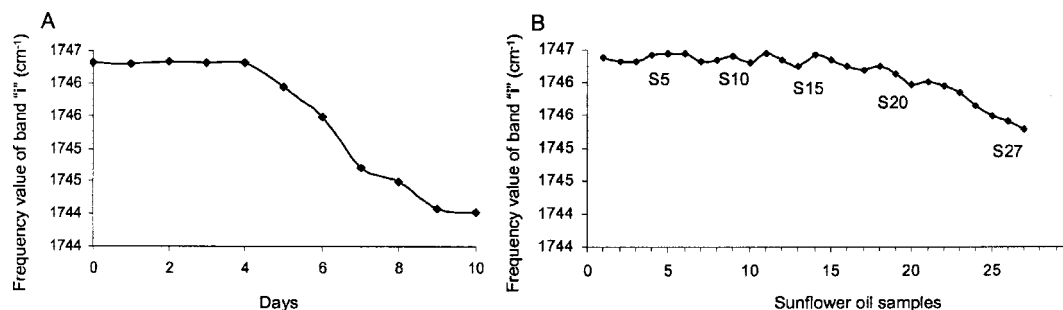 A
Frequency value of band "i" (cm⁻¹)
1747
1746
1746
1745
1745
1744
1744
0 2 4 6 8 10
Days
B
Frequency value of band "i" (cm⁻¹)
1747
1746
1746
1745
1745
1744
1744
S5
S10
S15
S20
S27
0 5 10 15 20 25
Sunflower oil samples